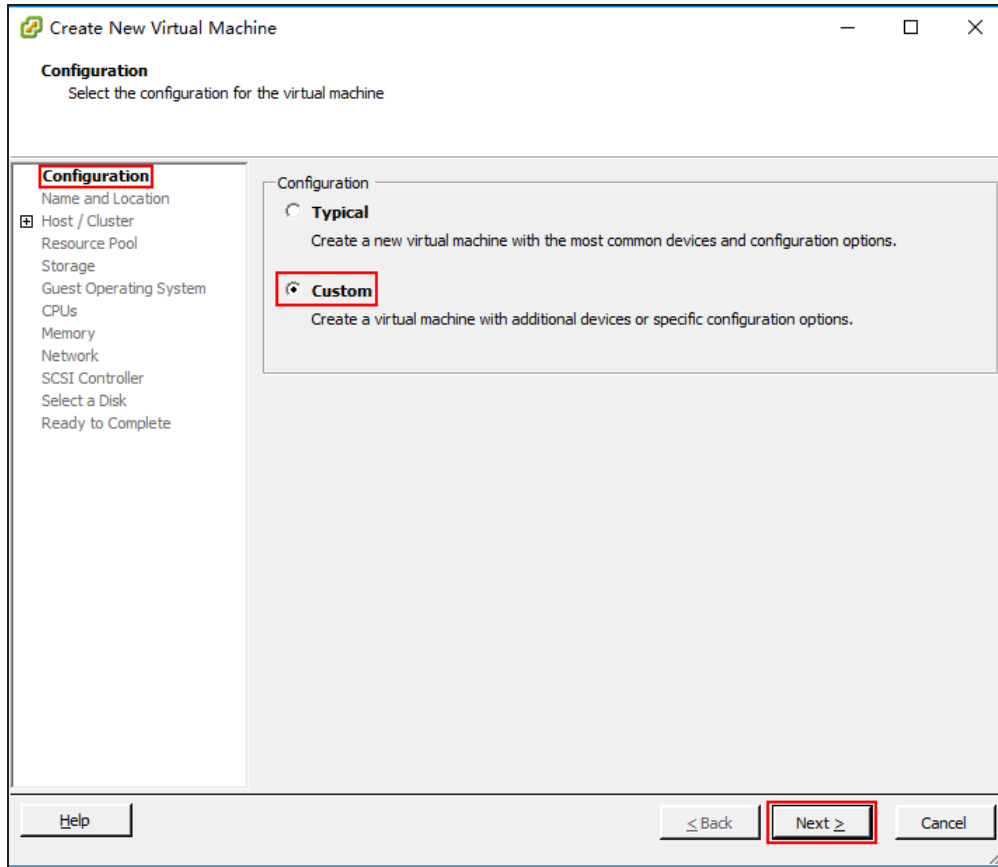 Create New Virtual Machine
Configuration
Select the configuration for the virtual machine
Configuration
Name and Location
Host / Cluster
Resource Pool
Storage
Guest Operating System
CPUs
Memory
Network
SCSI Controller
Select a Disk
Ready to Complete
Configuration
Typical
Create a new virtual machine with the most common devices and configuration options.
Custom
Create a virtual machine with additional devices or specific configuration options.
Help
< Back
Next >
Cancel